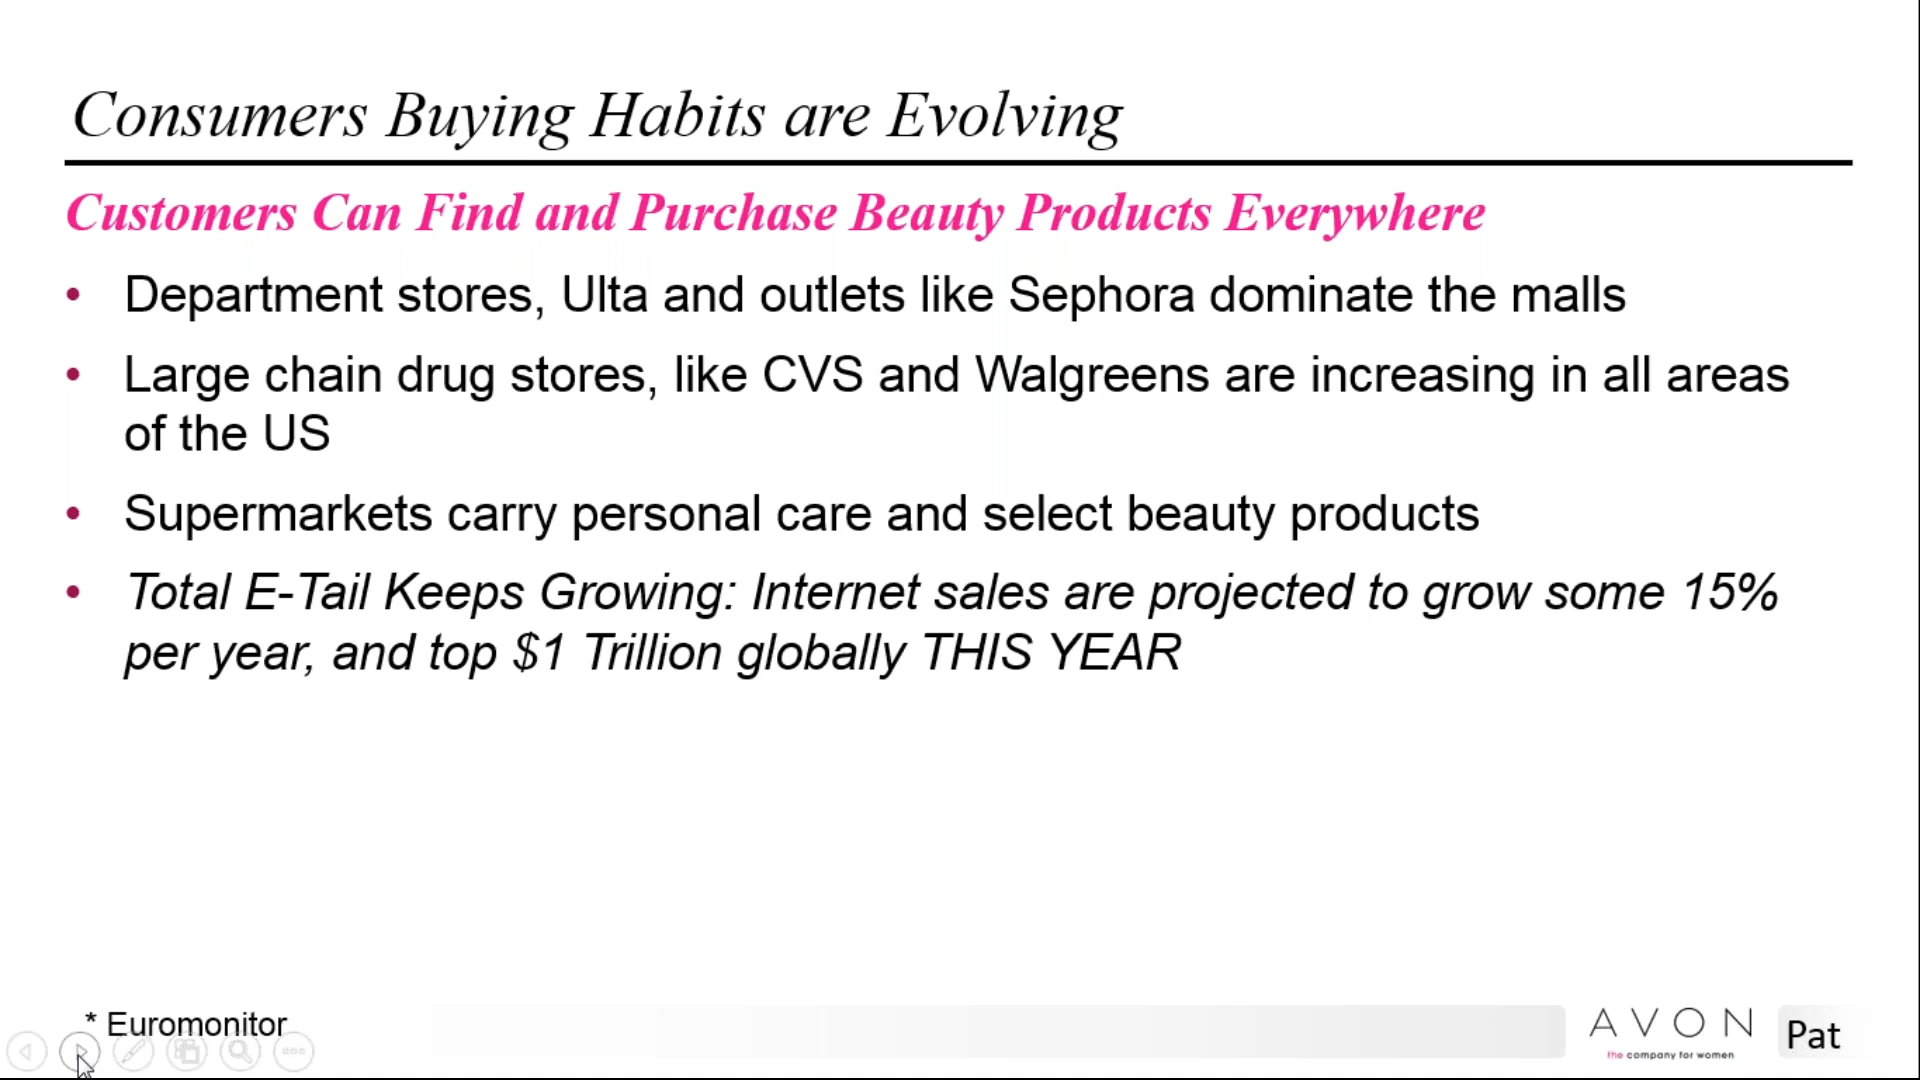 Consumers Buying Habits are Evolving
Customers Can Find and Purchase Beauty Products Everywhere
• Department stores, Ulta and outlets like Sephora dominate the malls
• Large chain drug stores, like CVS and Walgreens are increasing in all areas
of the US
• Supermarkets carry personal care and select beauty products
• Total E-Tail Keeps Growing: Internet sales are projected to grow some 15%
per year, and top $1 Trillion globally THIS YEAR
* Euromonitor
AVON
the company for women
Pat